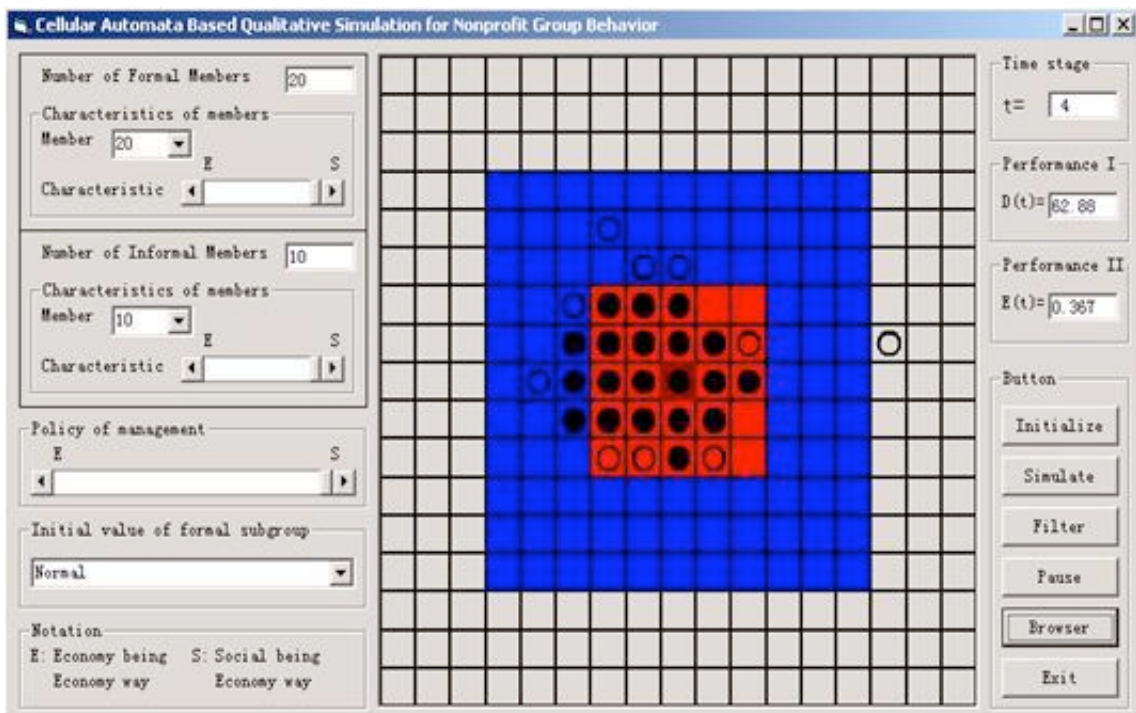 Cellular Automata Based Qualitative Simulation for Nonprofit Group Behavior
Number of Formal Members 20
Characteristics of members
Member 20
E S
Characteristic
Number of Informal Members 10
Characteristics of members
Member 10
E S
Characteristic
Policy of management
E S
Initial value of formal subgroup
Normal
Notation
E: Economy being S: Social being
Economy way Economy way
Time stage
t= 4
Performance I
D(t)= 62.88
Performance II
E(t)= 0.367
Button
Initialize
Simulate
Filter
Pause
Browser
Exit